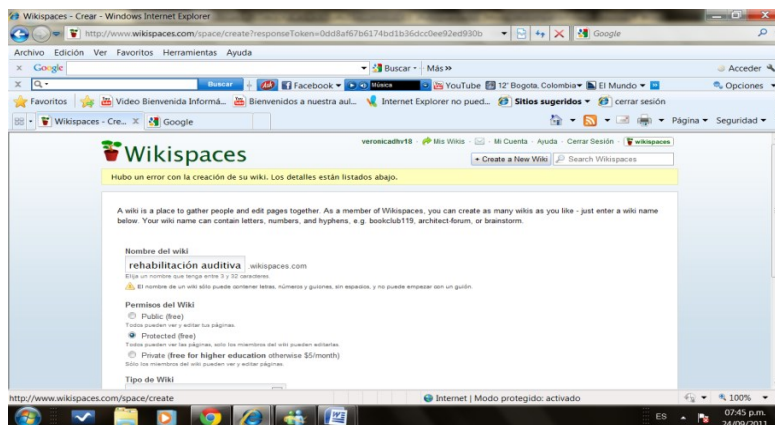 Wikispaces - Crear - Windows Internet Explorer
http://www.wikispaces.com/space/create?responseToken=0dd8af67b6174bd1b36dcc0ee92ed930b
Google
Archivo Edición Ver Favoritos Herramientas Ayuda
x Google Buscar Más >> Acceder
x Q Buscar Facebook Música YouTube 12° Bogota, Colombia El Mundo Opciones
Favoritos Video Bienvenida Informá... Bienvenidos a nuestra aul... Internet Explorer no pued... Sitios sugeridos cerrar sesión
Wikispaces - Cre... X Google Página Seguridad
veronicadhv18 Mis Wikis Mi Cuenta Ayuda Cerrar Sesión wikispaces
Wikispaces
+ Create a New Wiki Search Wikispaces
Hubo un error con la creación de su wiki. Los detalles están listados abajo.
A wiki is a place to gather people and edit pages together. As a member of Wikispaces, you can create as many wikis as you like - just enter a wiki name
below. Your wiki name can contain letters, numbers, and hyphens, e.g. bookclub119, architect-forum, or brainstorm.
Nombre del wiki
rehabilitación auditiva .wikispaces.com
Elija un nombre que tenga entre 3 y 32 caracteres.
El nombre de un wiki sólo puede contener letras, números y guiones, sin espacios, y no puede empezar con un guión.
Permisos del Wiki
Public (free)
Todos pueden ver y editar tus páginas.
Protected (free)
Todos pueden ver las páginas, sólo los miembros del wiki pueden editarlas.
Private (free for higher education otherwise $5/month)
Sólo los miembros del wiki pueden ver y editar páginas.
Tipo de Wiki
http://www.wikispaces.com/space/create Internet | Modo protegido: activado 100%
ES 07:45 p.m.
24/09/2011